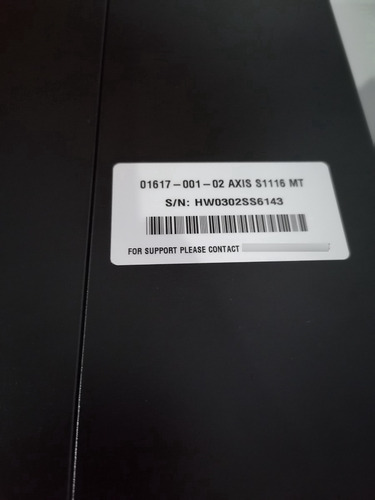 01617-001-02 AXIS S1116 MT
S/N: HW0302SS6143
FOR SUPPORT PLEASE CONTACT